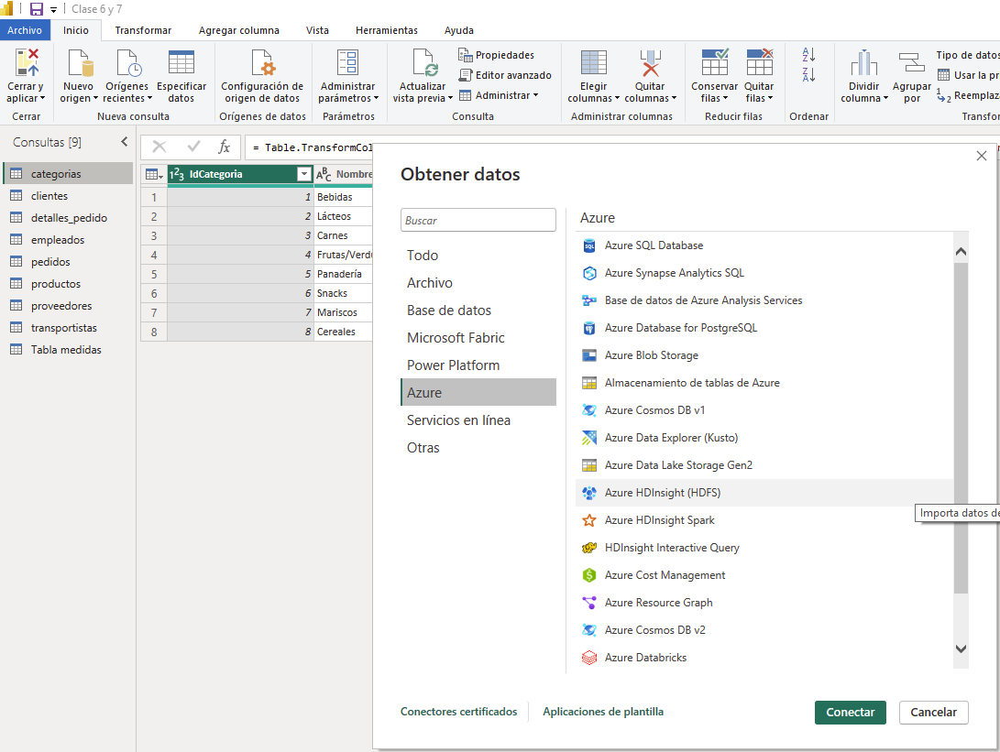 Clase 6 y 7
Archivo Inicio Transformar Agregar columna Vista Herramientas Ayuda
Cerrar y aplicar
Nuevo origen
Orígenes recientes
Especificar datos
Configuración de origen de datos
Administrar parámetros
Actualizar vista previa
Propiedades
Editor avanzado
Administrar
Elegir columnas
Quitar columnas
Conservar filas
Quitar filas
Dividir columna
Agrupar por
Tipo de datos
Usar la pr
Reemplaz
Cerrar Nueva consulta Orígenes de datos Parámetros Consulta Administrar columnas Reducir filas Ordenar Transfor
Consultas [9]
categorias
clientes
detalles_pedido
empleados
pedidos
productos
proveedores
transportistas
Tabla medidas
fx = Table.TransformCol
1 2 3 IdCategoria A B C Nombre
1 1 Bebidas
2 2 Lácteos
3 3 Carnes
4 4 Frutas/Verdu
5 5 Panadería
6 6 Snacks
7 7 Mariscos
8 8 Cereales
Obtener datos
Buscar
Todo
Archivo
Base de datos
Microsoft Fabric
Power Platform
Azure
Servicios en línea
Otras
Azure
Azure SQL Database
Azure Synapse Analytics SQL
Base de datos de Azure Analysis Services
Azure Database for PostgreSQL
Azure Blob Storage
Almacenamiento de tablas de Azure
Azure Cosmos DB v1
Azure Data Explorer (Kusto)
Azure Data Lake Storage Gen2
Azure HDInsight (HDFS)
Importa datos de
Azure HDInsight Spark
HDInsight Interactive Query
Azure Cost Management
Azure Resource Graph
Azure Cosmos DB v2
Azure Databricks
Conectores certificados Aplicaciones de plantilla
Conectar Cancelar